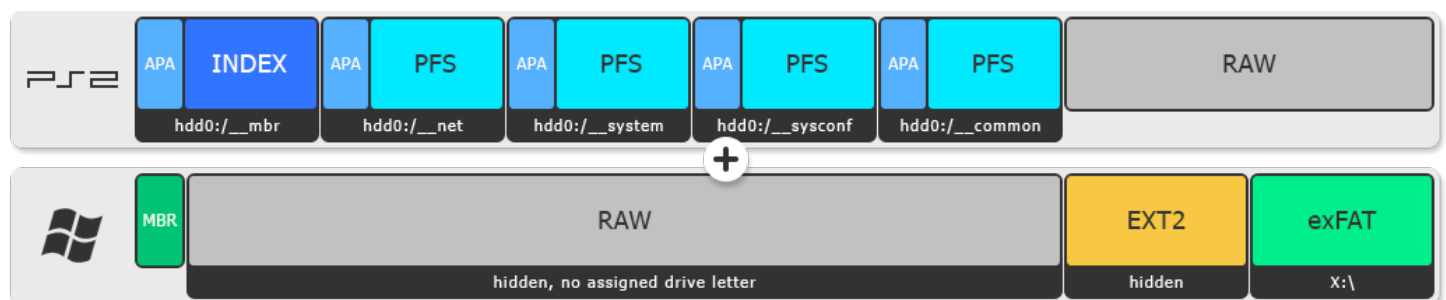 PS2
APA INDEX APA PFS APA PFS APA PFS APA PFS RAW
hdd0:/__mbr hdd0:/__net hdd0:/__system hdd0:/__sysconf hdd0:/__common
+
MBR RAW EXT2 exFAT
hidden, no assigned drive letter hidden X:\